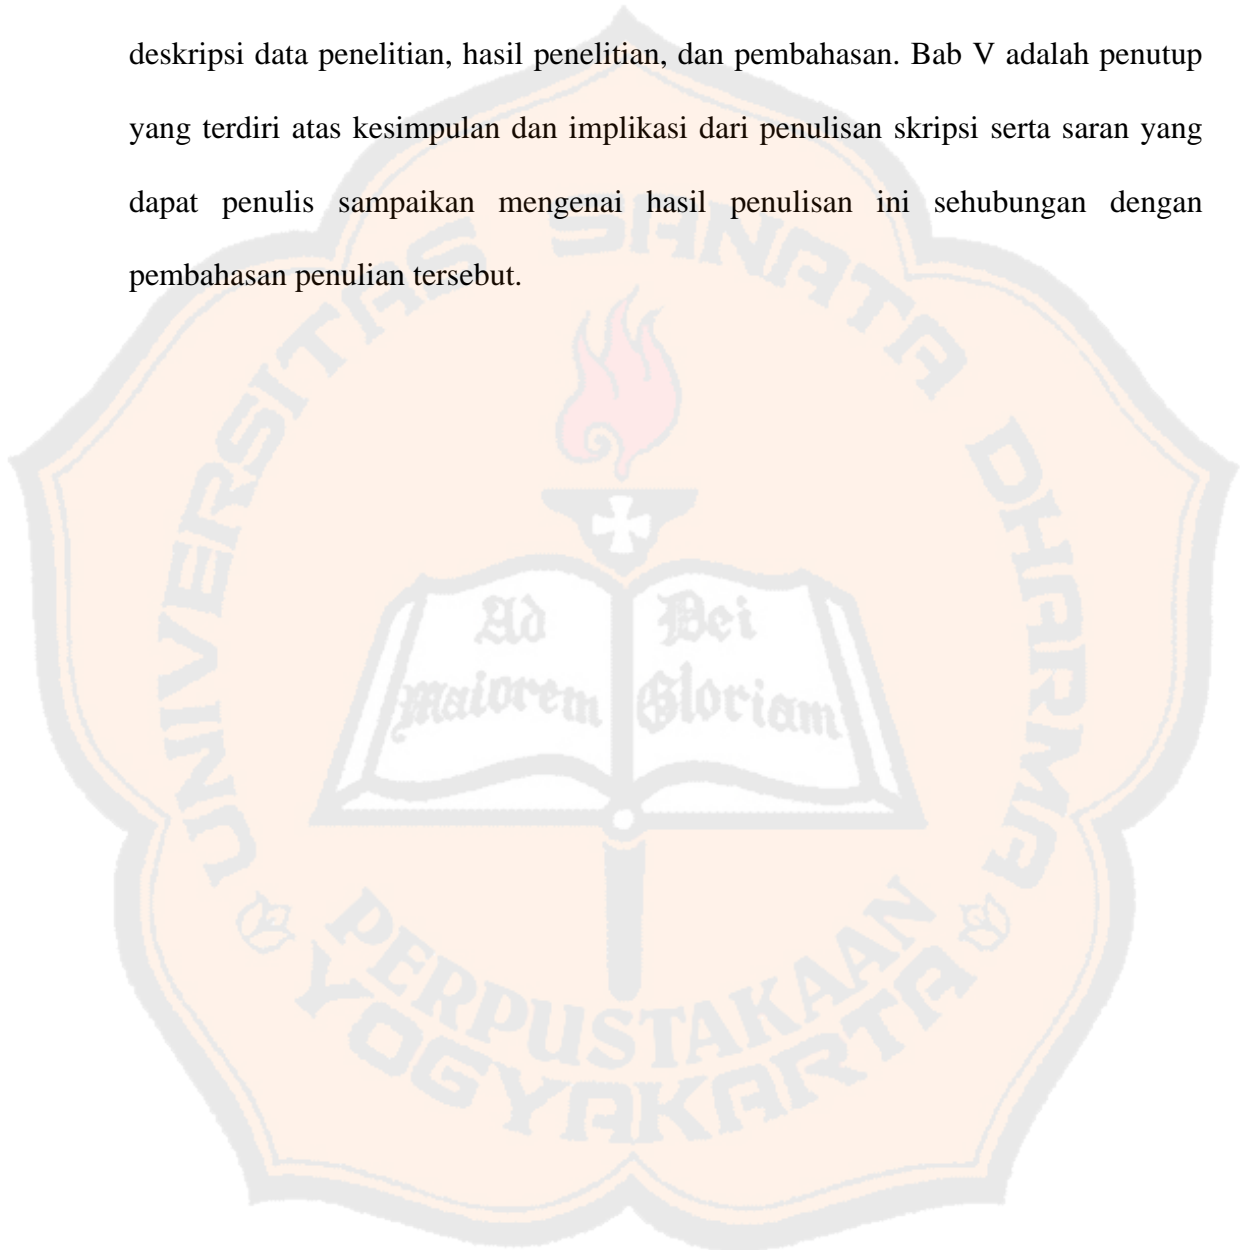 deskripsi data penelitian, hasil penelitian, dan pembahasan. Bab V adalah penutup
yang terdiri atas kesimpulan dan implikasi dari penulisan skripsi serta saran yang
dapat penulis sampaikan mengenai hasil penulisan ini sehubungan dengan
pembahasan penulian tersebut.
UNIVERSITAS SANATA DHARMA
Ad Dei
maiorem Gloriam
PERPUSTAKAAN
YOGYAKARTA